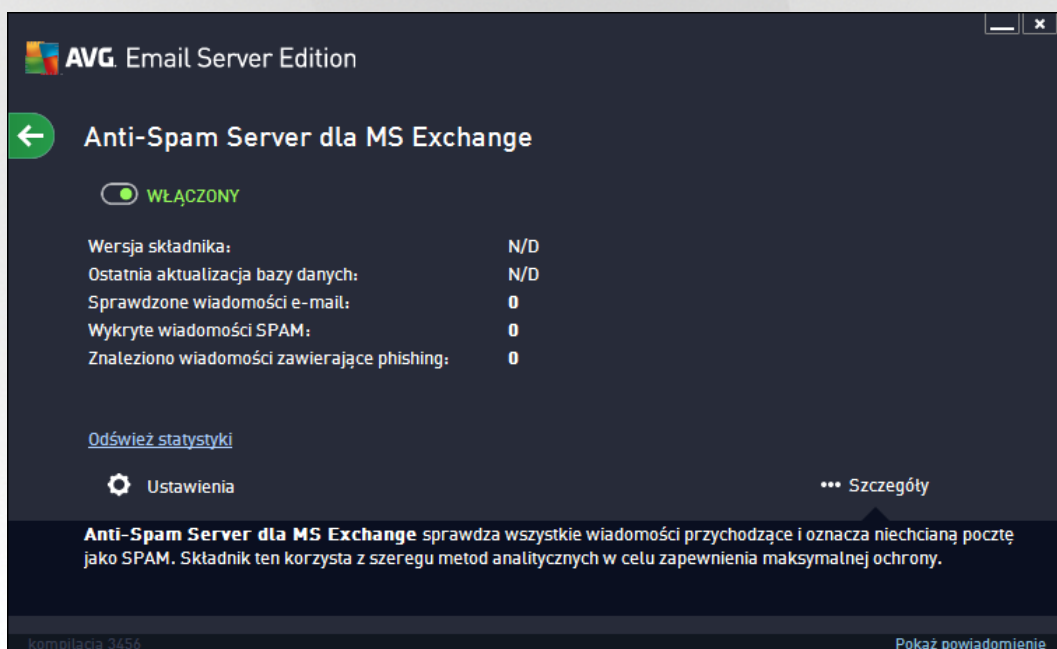 AVG. Email Server Edition
Anti-Spam Server dla MS Exchange
WŁĄCZONY
Wersja składnika: N/D
Ostatnia aktualizacja bazy danych: N/D
Sprawdzone wiadomości e-mail: 0
Wykryte wiadomości SPAM: 0
Znaleziono wiadomości zawierające phishing: 0
Odśwież statystyki
Ustawienia ••• Szczegóły
Anti-Spam Server dla MS Exchange sprawdza wszystkie wiadomości przychodzące i oznacza niechcianą pocztę
jako SPAM. Składnik ten korzysta z szeregu metod analitycznych w celu zapewnienia maksymalnej ochrony.
kompilacja 3456 Pokaż powiadomienie